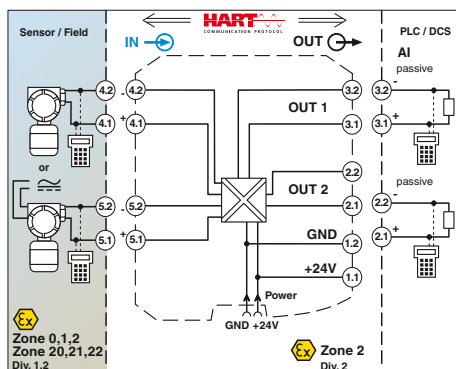 Sensor / Field
HART
COMMUNICATION PROTOCOL
PLC / DCS
IN
OUT
AI
passive
4.2 - 4.2
3.2 3.2 -
OUT 1
4.1 + 4.1
3.1 3.1 +
or
2.2
passive
OUT 2
5.2 - 5.2
2.1 2.2 -
GND
5.1 + 5.1
1.2 2.1 +
+24V
1.1
Power
GND +24V
Ex
Zone 0,1,2
Zone 20,21,22
Div. 1,2
Ex
Zone 2
Div. 2